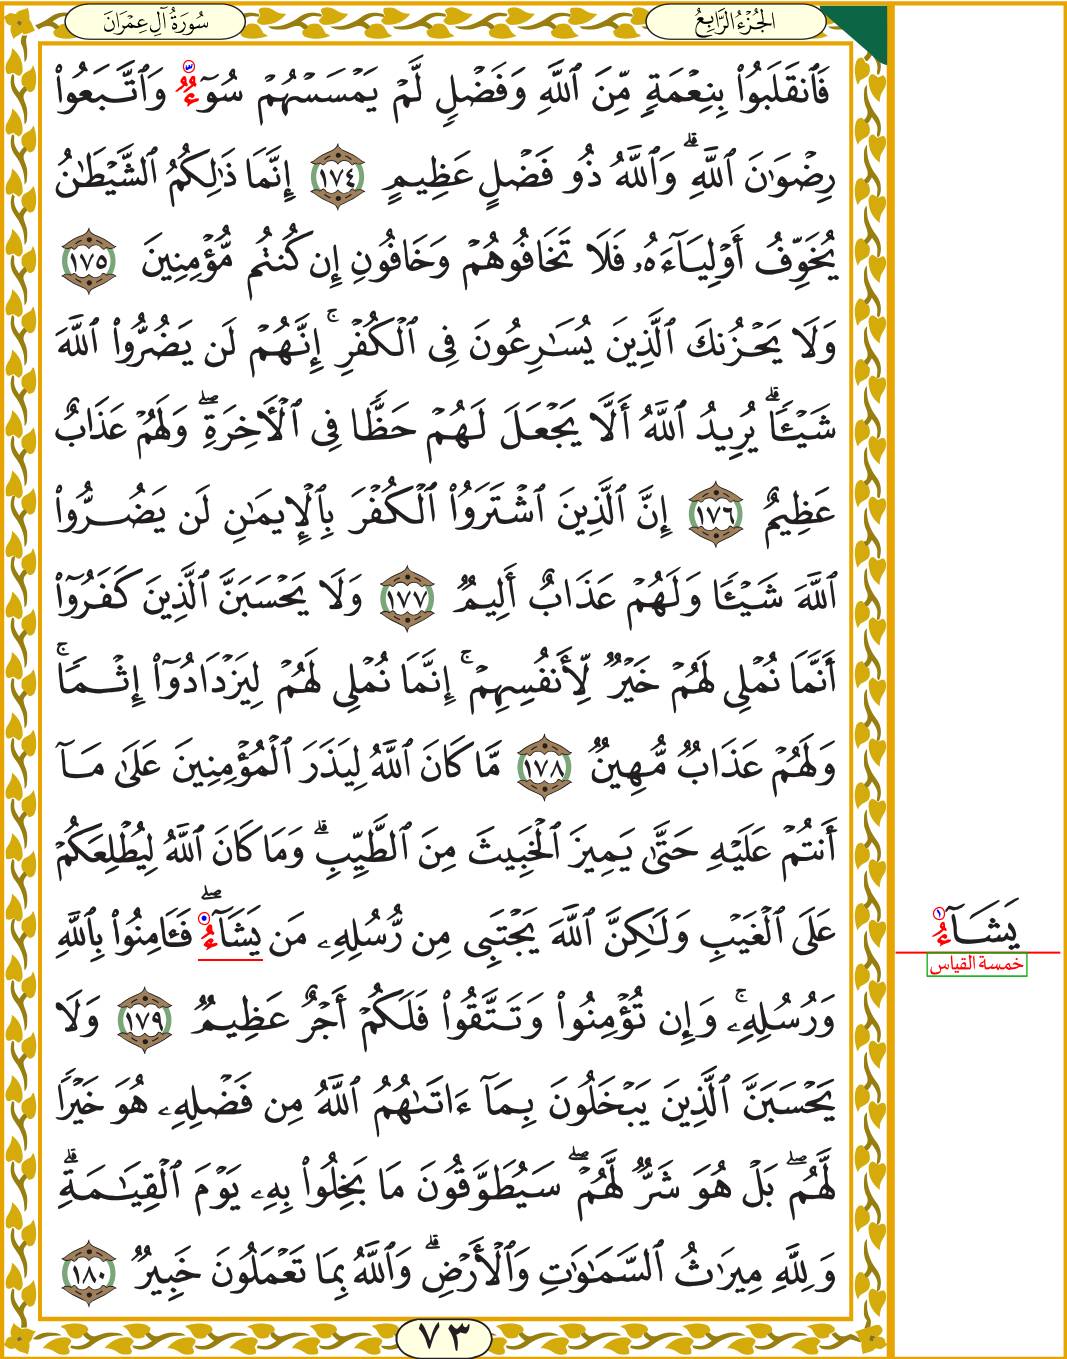 الجُزْءُ الرَّابِعُ
سُورَةُ آلِ عِمْرَانَ
فَٱنقَلَبُوا۟ بِنِعْمَةٍ مِّنَ ٱللَّهِ وَفَضْلٍ لَّمْ يَمْسَسْهُمْ سُوٓءٌ ٣ وَٱتَّبَعُوا۟
رِضْوَٰنَ ٱللَّهِ ۗ وَٱللَّهُ ذُو فَضْلٍ عَظِيمٍ ١٧٤ إِنَّمَا ذَٰلِكُمُ ٱلشَّيْطَٰنُ
يُخَوِّفُ أَوْلِيَآءَهُۥ فَلَا تَخَافُوهُمْ وَخَافُونِ إِن كُنتُم مُّؤْمِنِينَ ١٧٥
وَلَا يَحْزُنكَ ٱلَّذِينَ يُسَٰرِعُونَ فِى ٱلْكُفْرِ ۚ إِنَّهُمْ لَن يَضُرُّوا۟ ٱللَّهَ
شَيْـًٔا ۗ يُرِيدُ ٱللَّهُ أَلَّا يَجْعَلَ لَهُمْ حَظًّا فِى ٱلْـَٔاخِرَةِ ۖ وَلَهُمْ عَذَابٌ
عَظِيمٌ ١٧٦ إِنَّ ٱلَّذِينَ ٱشْتَرَوُا۟ ٱلْكُفْرَ بِٱلْإِيمَٰنِ لَن يَضُرُّوا۟
ٱللَّهَ شَيْـًٔا وَلَهُمْ عَذَابٌ أَلِيمٌ ١٧٧ وَلَا يَحْسَبَنَّ ٱلَّذِينَ كَفَرُوٓا۟
أَنَّمَا نُمْلِى لَهُمْ خَيْرٌ لِّأَنفُسِهِمْ ۚ إِنَّمَا نُمْلِى لَهُمْ لِيَزْدَادُوٓا۟ إِثْمًا ۚ
وَلَهُمْ عَذَابٌ مُّهِينٌ ١٧٨ مَّا كَانَ ٱللَّهُ لِيَذَرَ ٱلْمُؤْمِنِينَ عَلَىٰ مَآ
أَنتُمْ عَلَيْهِ حَتَّىٰ يَمِيزَ ٱلْخَبِيثَ مِنَ ٱلطَّيِّبِ ۗ وَمَا كَانَ ٱللَّهُ لِيُطْلِعَكُمْ
عَلَى ٱلْغَيْبِ وَلَٰكِنَّ ٱللَّهَ يَجْتَبِى مِن رُّسُلِهِۦ مَن يَشَآءُ ۖ فَـَٔامِنُوا۟ بِٱللَّهِ
وَرُسُلِهِۦ ۚ وَإِن تُؤْمِنُوا۟ وَتَتَّقُوا۟ فَلَكُمْ أَجْرٌ عَظِيمٌ ١٧٩ وَلَا
يَحْسَبَنَّ ٱلَّذِينَ يَبْخَلُونَ بِمَآ ءَاتَىٰهُمُ ٱللَّهُ مِن فَضْلِهِۦ هُوَ خَيْرًا
لَّهُم ۖ بَلْ هُوَ شَرٌّ لَّهُمْ ۖ سَيُطَوَّقُونَ مَا بَخِلُوا۟ بِهِۦ يَوْمَ ٱلْقِيَٰمَةِ ۗ
وَلِلَّهِ مِيرَٰثُ ٱلسَّمَٰوَٰتِ وَٱلْأَرْضِ ۗ وَٱللَّهُ بِمَا تَعْمَلُونَ خَبِيرٌ ١٨٠
يَشَآءُ ١
خمسة القياس
٧٣